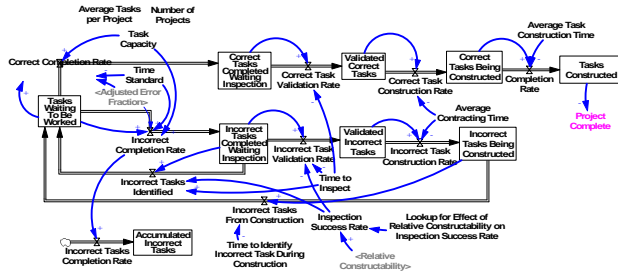 Average Tasks
per Project
Number of
Projects
Task
Capacity
Average Task
Construction Time
Correct Completion Rate
Time
Standard
<Adjusted Error
Fraction>
Correct
Tasks
Completed
Waiting
Inspection
Correct Task
Validation Rate
Validated
Correct Tasks
Correct Task
Construction Rate
Correct
Tasks Being
Constructed
Completion
Rate
Tasks
Constructed
Tasks
Waiting
To Be
Worked
Average
Contracting Time
Project
Complete
Incorrect
Completion Rate
Incorrect
Tasks
Completed
Waiting
Inspection
Incorrect Task
Validation Rate
Validated
Incorrect
Tasks
Incorrect Task
Construction Rate
Incorrect
Tasks Being
Constructed
Incorrect Tasks
Identified
Time to
Inspect
Incorrect Tasks
From Construction
Inspection
Success Rate
Lookup for Effect of
Relative Constructability on
Inspection Success Rate
Accumulated
Incorrect Tasks
Incorrect Tasks
Completion Rate
Time to Identify
Incorrect Task During
Construction
<Relative
Constructability>